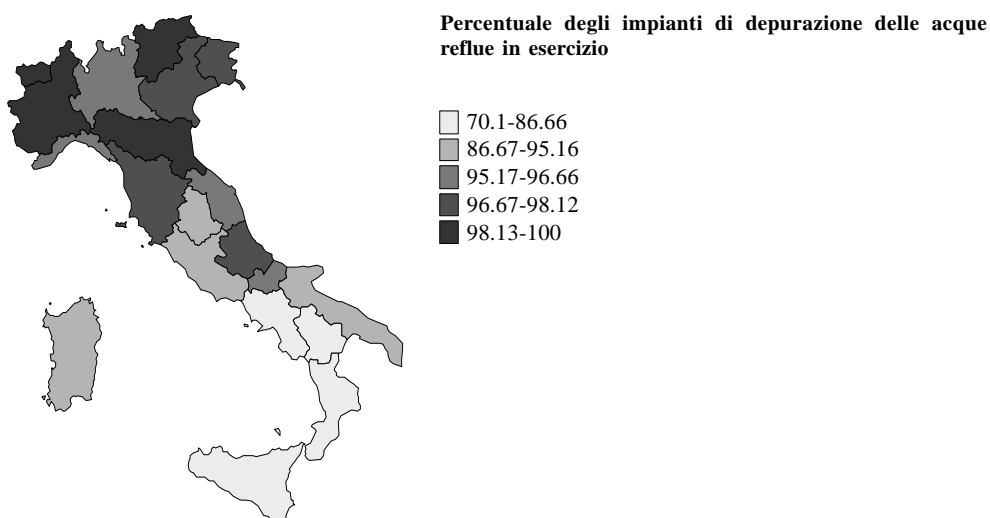 Percentuale degli impianti di depurazione delle acque
reflue in esercizio
70.1-86.66
86.67-95.16
95.17-96.66
96.67-98.12
98.13-100